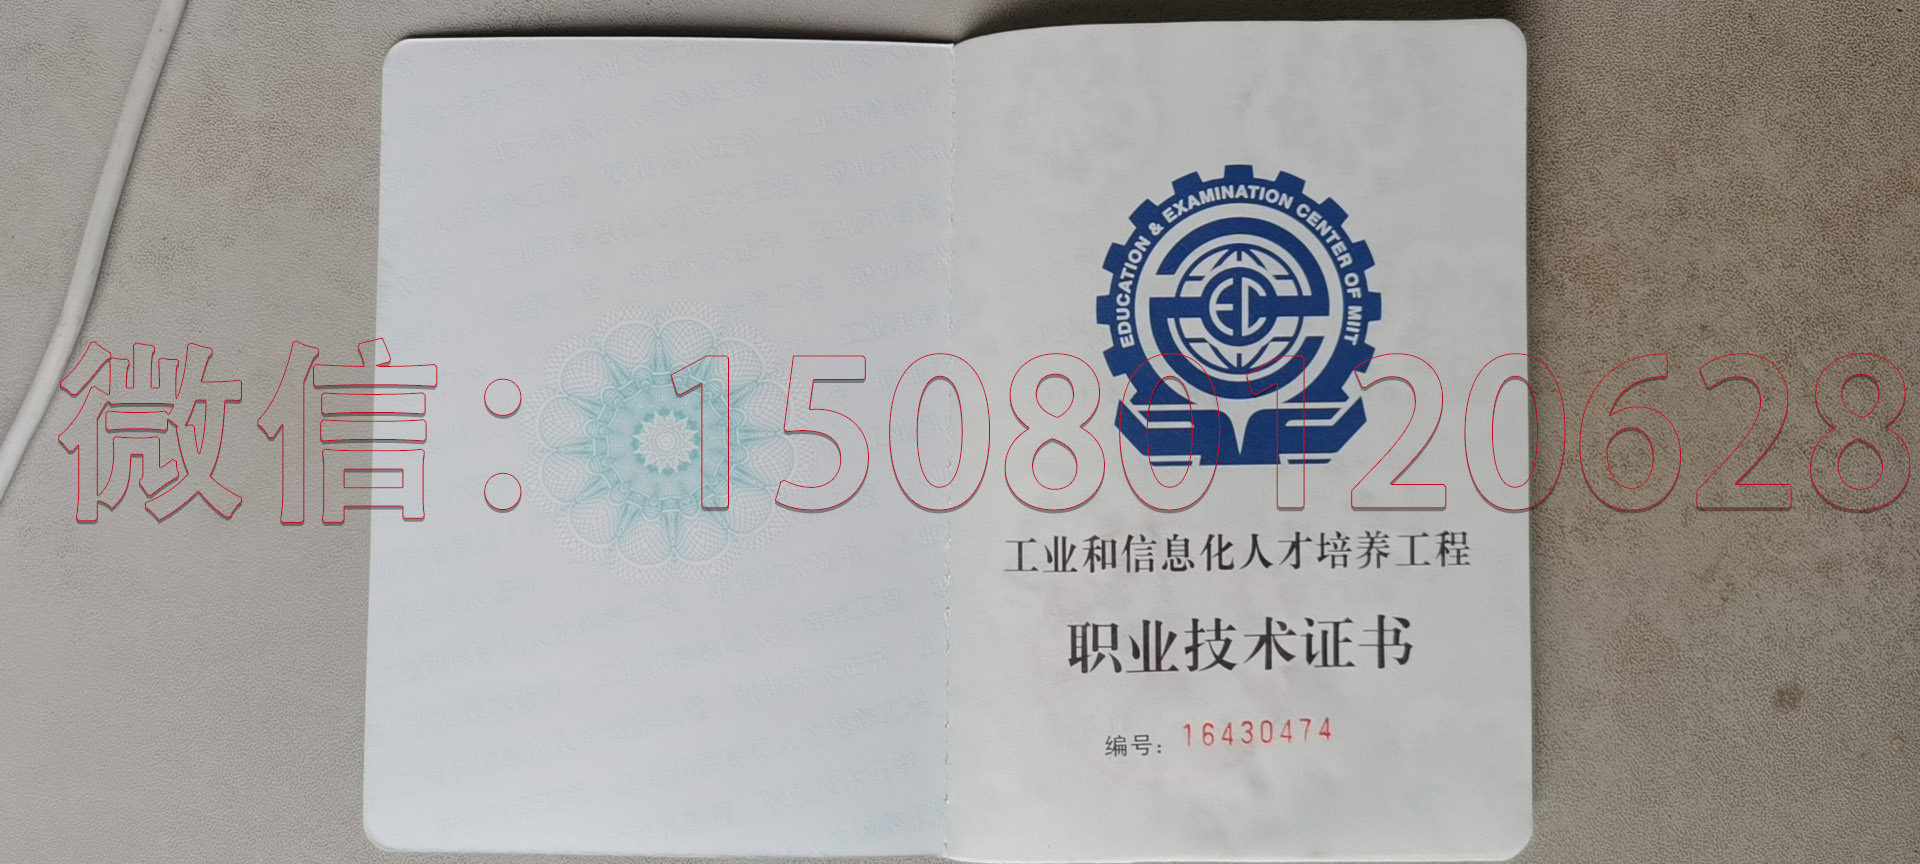 EDUCATION & EXAMINATION CENTER OF MIIT
EC
微信：15080120628
工业和信息化人才培养工程
职业技术证书
编号：16430474